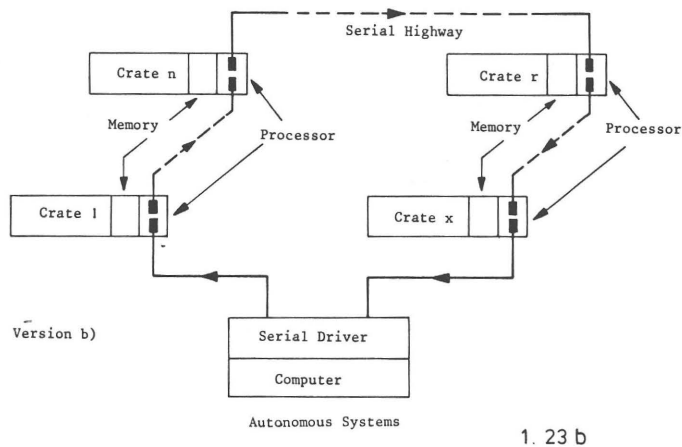 Serial Highway
Crate n
Crate r
Memory
Processor
Memory
Processor
Crate 1
Crate x
Version b)
Serial Driver
Computer
Autonomous Systems
1. 23 b